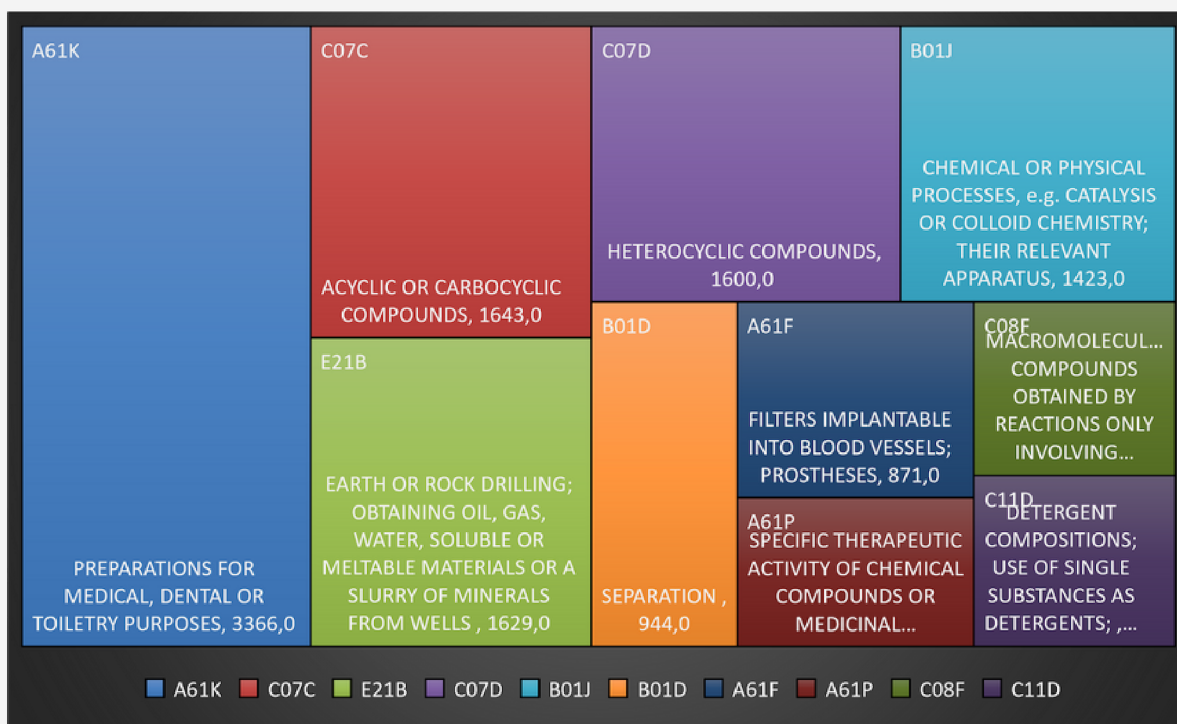 A61K
PREPARATIONS FOR
MEDICAL, DENTAL OR
TOILETRY PURPOSES, 3366,0
C07C
ACYCLIC OR CARBOCYCLIC
COMPOUNDS, 1643,0
E21B
EARTH OR ROCK DRILLING;
OBTAINING OIL, GAS,
WATER, SOLUBLE OR
MELTABLE MATERIALS OR A
SLURRY OF MINERALS
FROM WELLS , 1629,0
C07D
HETEROCYCLIC COMPOUNDS,
1600,0
B01J
CHEMICAL OR PHYSICAL
PROCESSES, e.g. CATALYSIS
OR COLLOID CHEMISTRY;
THEIR RELEVANT
APPARATUS, 1423,0
B01D
SEPARATION ,
944,0
A61F
FILTERS IMPLANTABLE
INTO BLOOD VESSELS;
PROSTHESES, 871,0
A61P
SPECIFIC THERAPEUTIC
ACTIVITY OF CHEMICAL
COMPOUNDS OR
MEDICINAL...
C08F
MACROMOLECUL...
COMPOUNDS
OBTAINED BY
REACTIONS ONLY
INVOLVING...
C11D
DETERGENT
COMPOSITIONS;
USE OF SINGLE
SUBSTANCES AS
DETERGENTS; ,...
A61K C07C E21B C07D B01J B01D A61F A61P C08F C11D